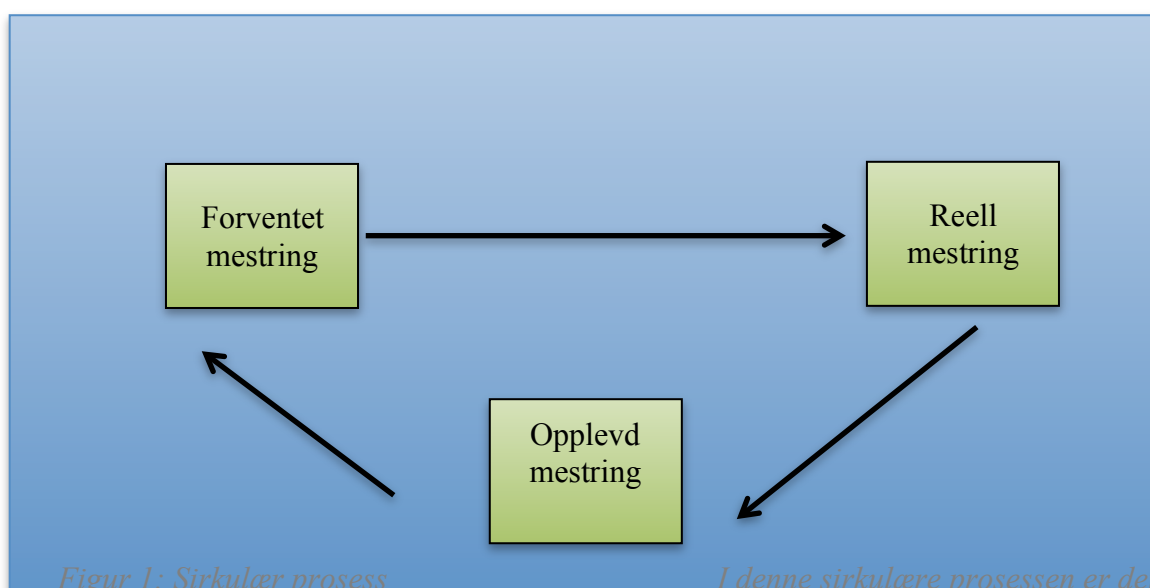 Forventet
mestring
Reell
mestring
Opplevd
mestring
Figur 1: Sirkulær prosess
I denne sirkulære prosessen er de